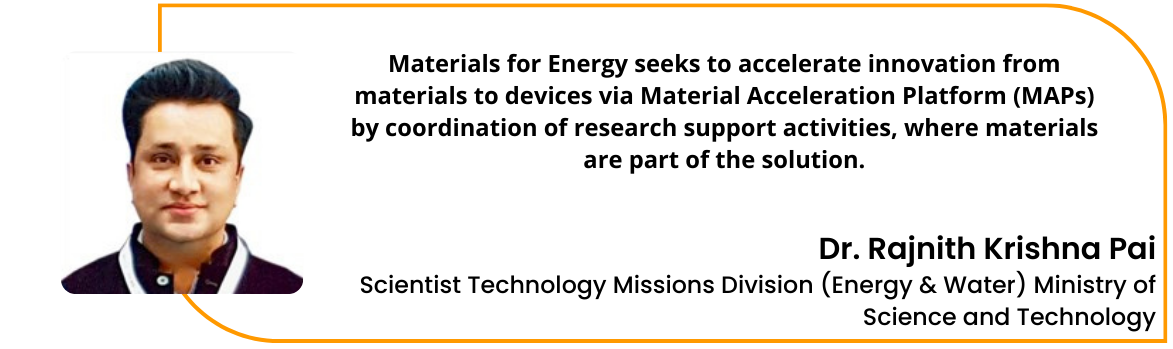 Materials for Energy seeks to accelerate innovation from
materials to devices via Material Acceleration Platform (MAPs)
by coordination of research support activities, where materials
are part of the solution.
Dr. Rajnith Krishna Pai
Scientist Technology Missions Division (Energy & Water) Ministry of
Science and Technology